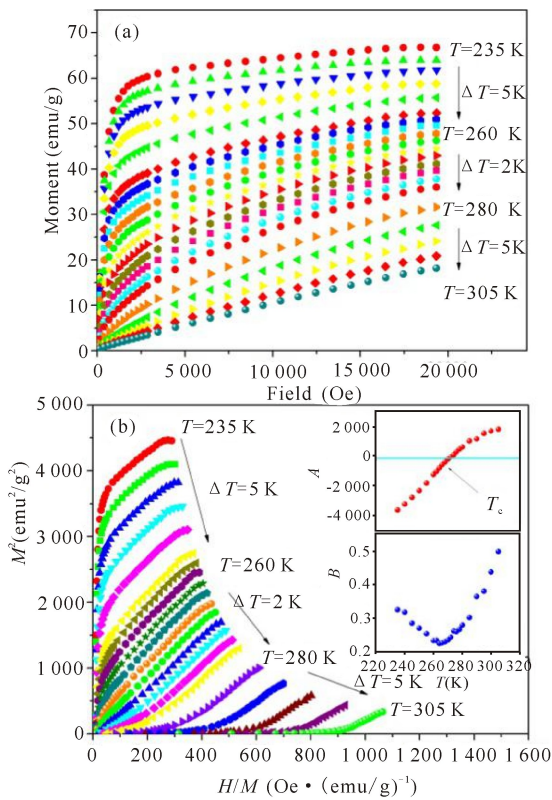 (a)
70
60
50
40
30
20
10
0
Moment (emu/g)
T=235 K
ΔT=5K
T=260 K
ΔT=2K
T=280 K
ΔT=5K
T=305 K
0 5 000 10 000 15 000 20 000
Field (Oe)
(b)
5 000
4 000
3 000
2 000
1 000
0
M²(emu²/g²)
T=235 K
ΔT=5 K
T=260 K
ΔT=2 K
T=280 K
ΔT=5 K
T=305 K
2 000
0
-2 000
-4 000
A
Tc
0.5
0.4
0.3
0.2
B
220 240 260 280 300 320
T(K)
0 200 400 600 800 1 000 1 200 1 400 1 600
H/M (Oe·(emu/g)⁻¹)